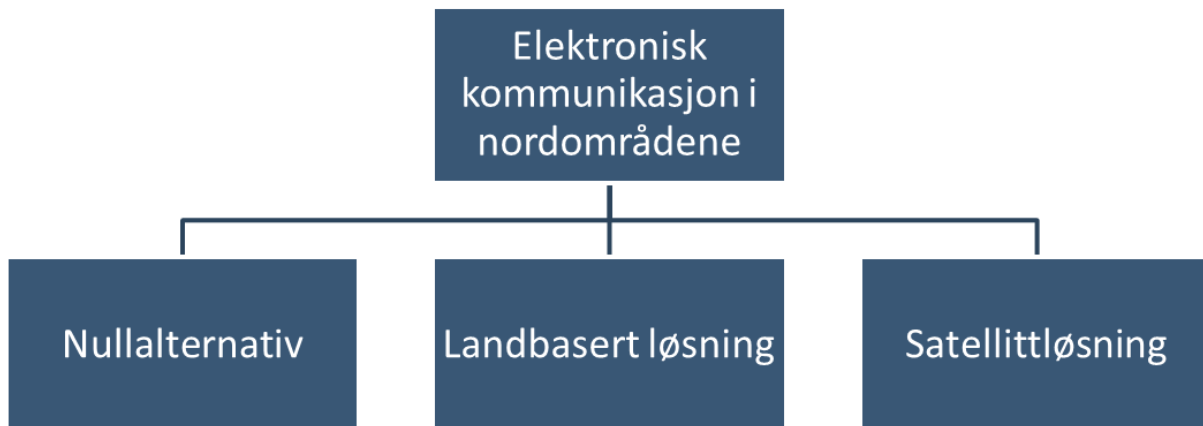 Elektronisk
kommunikasjon i
nordområdene
Nullalternativ
Landbasert løsning
Satellittløsning